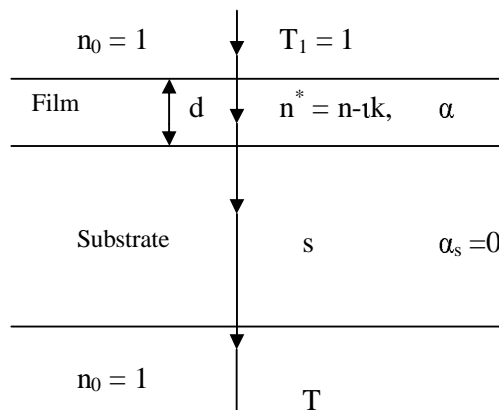 n₀ = 1 T₁ = 1
Film d n* = n-ιk, α
Substrate s αₛ =0
n₀ = 1
T